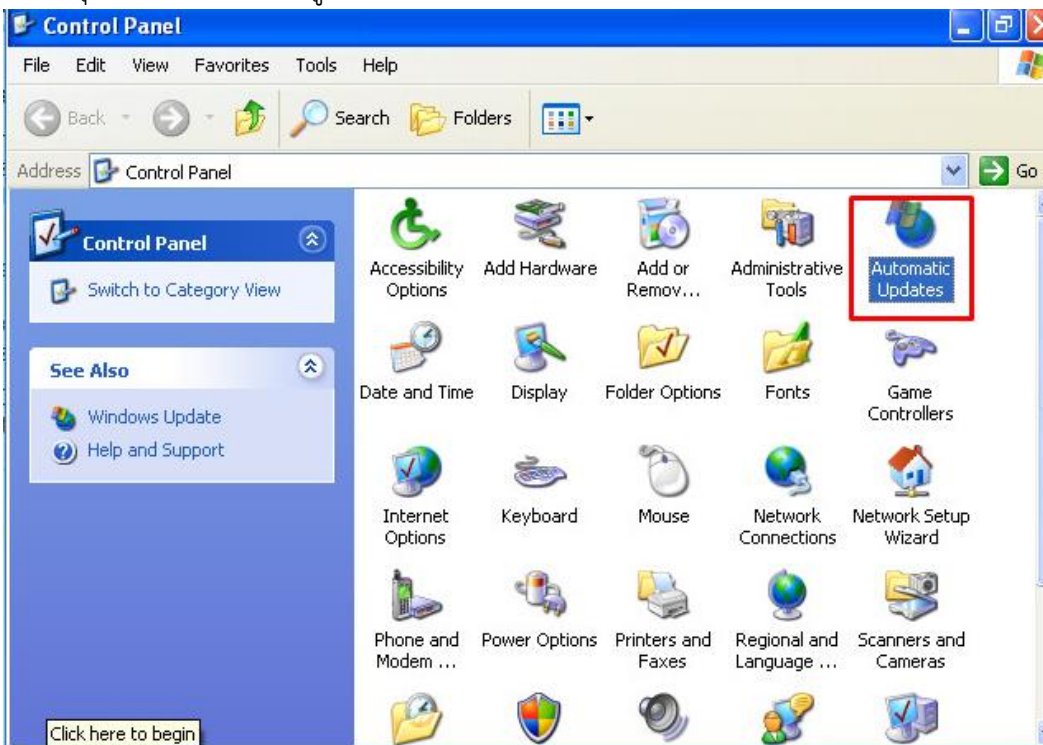 Control Panel
File Edit View Favorites Tools Help
Back Search Folders
Address Control Panel Go
Control Panel
Switch to Category View
See Also
Windows Update
Help and Support
Accessibility Options
Add Hardware
Add or Remov...
Administrative Tools
Automatic Updates
Date and Time
Display
Folder Options
Fonts
Game Controllers
Internet Options
Keyboard
Mouse
Network Connections
Network Setup Wizard
Phone and Modem ...
Power Options
Printers and Faxes
Regional and Language ...
Scanners and Cameras
Click here to begin